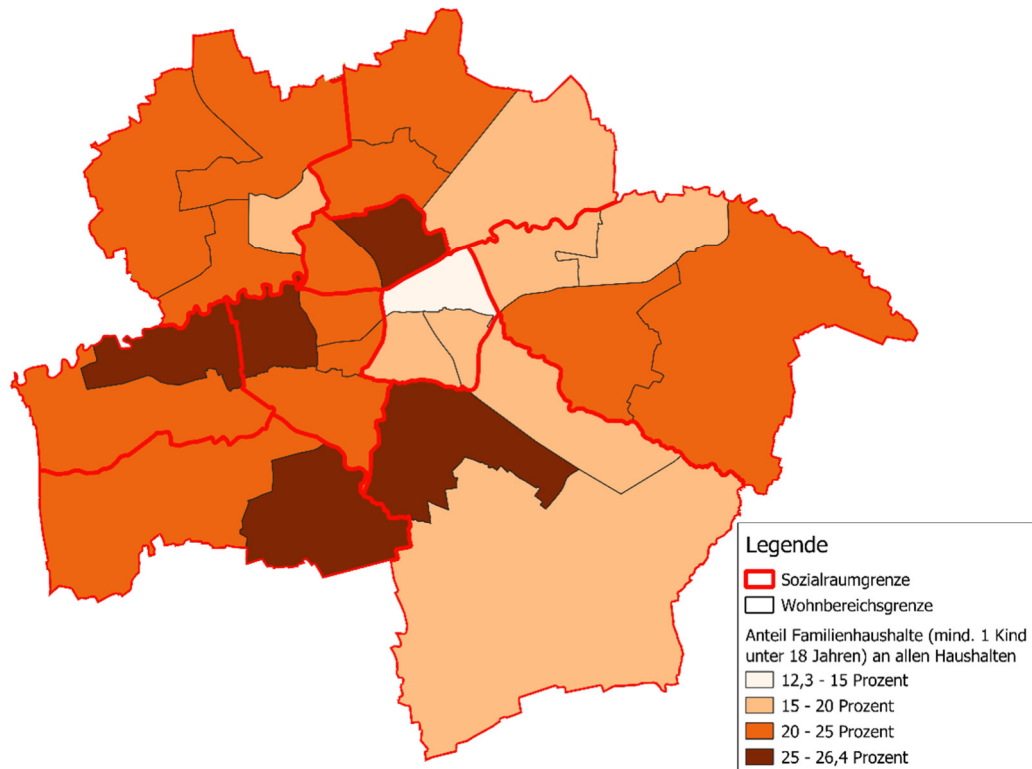 Legende
Sozialraumgrenze
Wohnbereichsgrenze
Anteil Familienhaushalte (mind. 1 Kind
unter 18 Jahren) an allen Haushalten
12,3 - 15 Prozent
15 - 20 Prozent
20 - 25 Prozent
25 - 26,4 Prozent